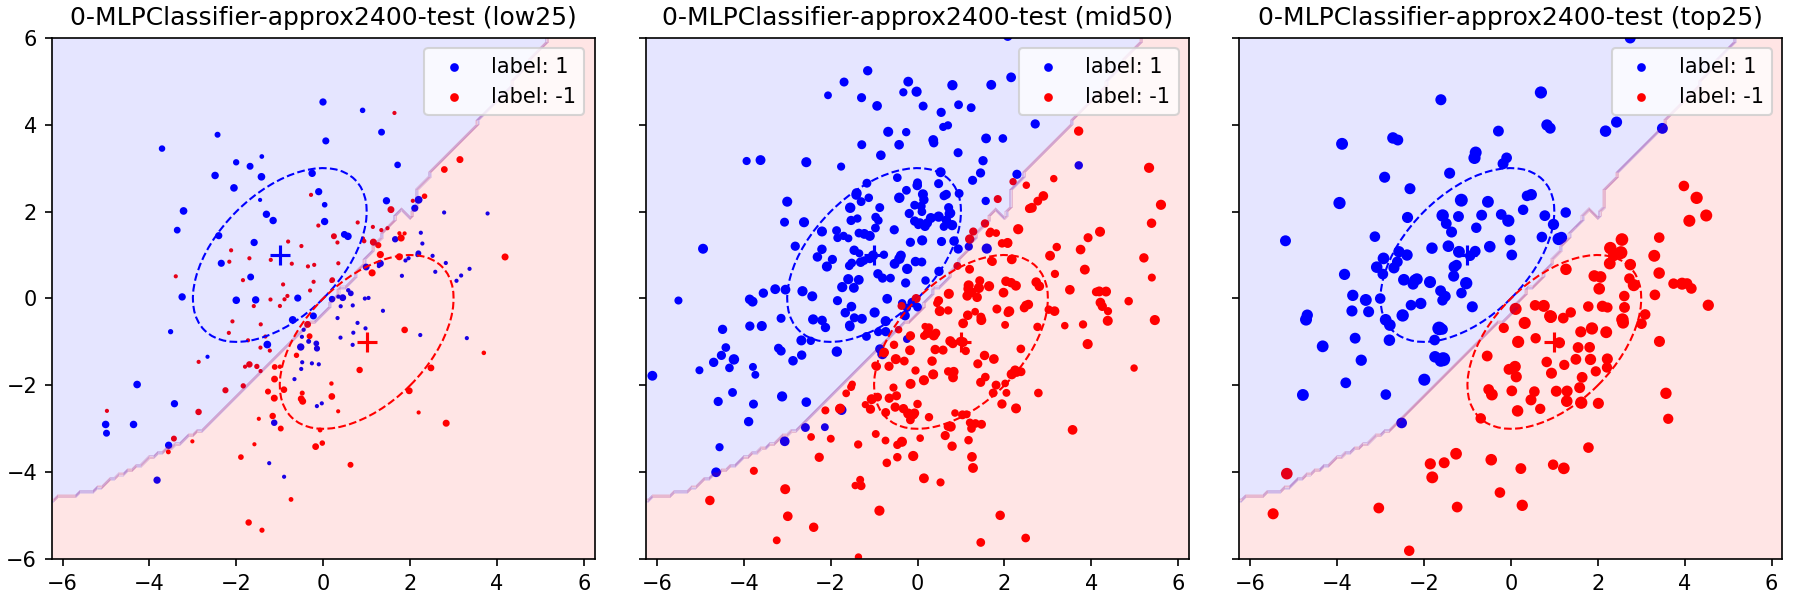 0-MLPClassifier-approx2400-test (low25)
label: 1
label: -1
6
4
2
0
−2
−4
−6
−6 −4 −2 0 2 4 6
0-MLPClassifier-approx2400-test (mid50)
label: 1
label: -1
−6 −4 −2 0 2 4 6
0-MLPClassifier-approx2400-test (top25)
label: 1
label: -1
−6 −4 −2 0 2 4 6